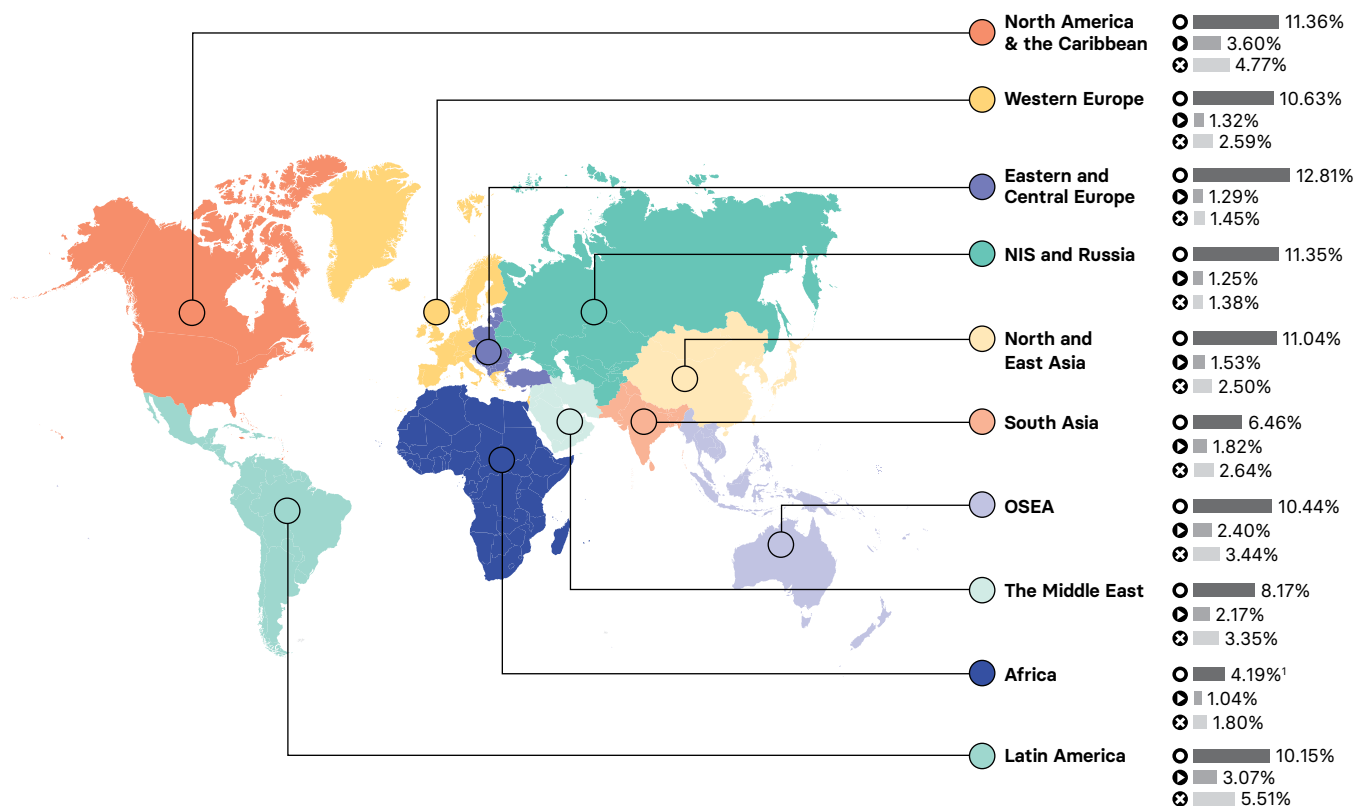 North America
& the Caribbean
11.36%
3.60%
4.77%
Western Europe
10.63%
1.32%
2.59%
Eastern and
Central Europe
12.81%
1.29%
1.45%
NIS and Russia
11.35%
1.25%
1.38%
North and
East Asia
11.04%
1.53%
2.50%
South Asia
6.46%
1.82%
2.64%
OSEA
10.44%
2.40%
3.44%
The Middle East
8.17%
2.17%
3.35%
Africa
4.19%¹
1.04%
1.80%
Latin America
10.15%
3.07%
5.51%